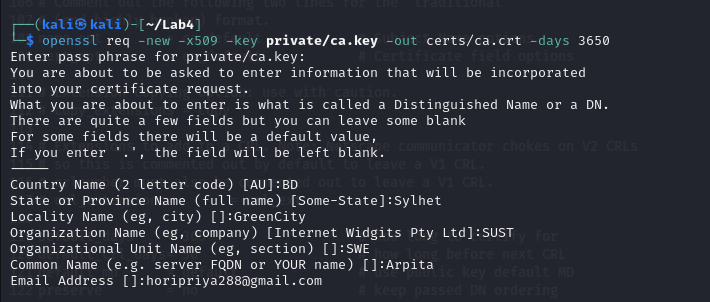 ┌──(kali㉿kali)-[~/Lab4]
└─$ openssl req -new -x509 -key private/ca.key -out certs/ca.crt -days 3650
Enter pass phrase for private/ca.key:
You are about to be asked to enter information that will be incorporated
into your certificate request.
What you are about to enter is what is called a Distinguished Name or a DN.
There are quite a few fields but you can leave some blank
For some fields there will be a default value,
If you enter '.', the field will be left blank.
-----
Country Name (2 letter code) [AU]:BD
State or Province Name (full name) [Some-State]:Sylhet
Locality Name (eg, city) []:GreenCity
Organization Name (eg, company) [Internet Widgits Pty Ltd]:SUST
Organizational Unit Name (eg, section) []:SWE
Common Name (e.g. server FQDN or YOUR name) []:Arpita
Email Address []:horipriya288@gmail.com